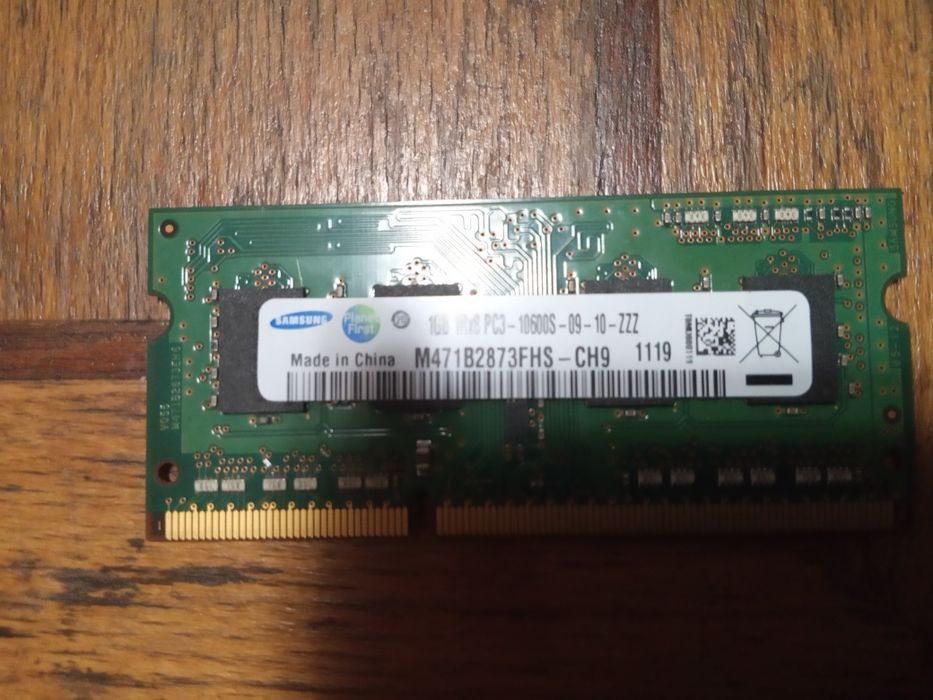 SAMSUNG
Planet
First
1GB 1Rx8 PC3-10600S-09-10-ZZZ
Made in China
M471B2873FHS-CH9
1119